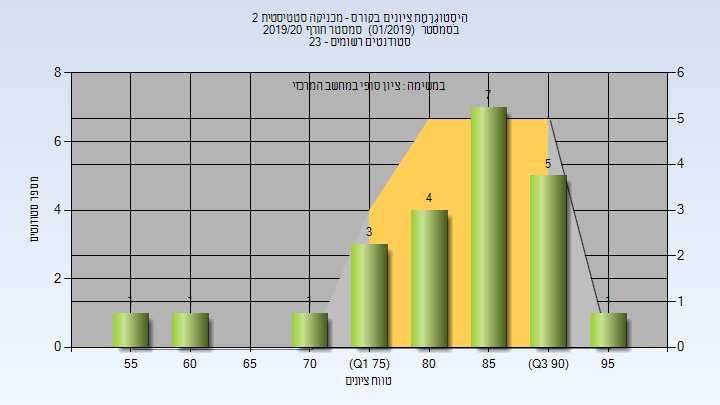 הִיסְטוֹגְרָמַת ציונים בקורס - מכניקה סטטיסטית 2
בסמסטר (01/2019) סמסטר חורף 2019/20
סטודנטים רשומים - 23
במשימה : ציון סופי במחשב המרכזי
8 6
7
6 5
5
4
4
4 3
3
2 2
1 1 1 1 1
0 0
55 60 65 70 (Q1 75) 80 85 (Q3 90) 95
מספר סטודנטים
טווח ציונים